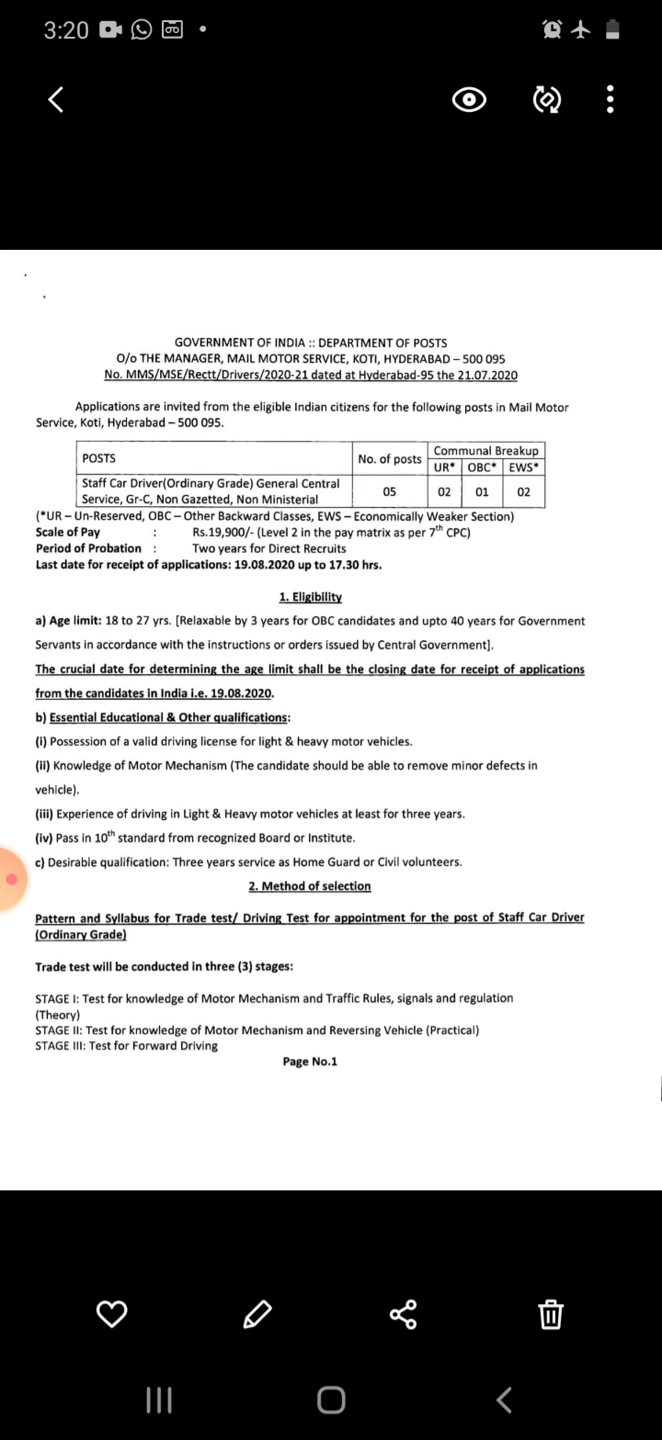 3:20
GOVERNMENT OF INDIA :: DEPARTMENT OF POSTS
O/o THE MANAGER, MAIL MOTOR SERVICE, KOTI, HYDERABAD – 500 095
No. MMS/MSE/Rectt/Drivers/2020-21 dated at Hyderabad-95 the 21.07.2020
Applications are invited from the eligible Indian citizens for the following posts in Mail Motor
Service, Koti, Hyderabad – 500 095.
POSTS No. of posts Communal Breakup
UR* OBC* EWS*
Staff Car Driver(Ordinary Grade) General Central
Service, Gr-C, Non Gazetted, Non Ministerial 05 02 01 02
(*UR – Un-Reserved, OBC – Other Backward Classes, EWS – Economically Weaker Section)
Scale of Pay : Rs.19,900/- (Level 2 in the pay matrix as per 7th CPC)
Period of Probation : Two years for Direct Recruits
Last date for receipt of applications: 19.08.2020 up to 17.30 hrs.
1. Eligibility
a) Age limit: 18 to 27 yrs. [Relaxable by 3 years for OBC candidates and upto 40 years for Government
Servants in accordance with the instructions or orders issued by Central Government].
The crucial date for determining the age limit shall be the closing date for receipt of applications
from the candidates in India i.e. 19.08.2020.
b) Essential Educational & Other qualifications:
(i) Possession of a valid driving license for light & heavy motor vehicles.
(ii) Knowledge of Motor Mechanism (The candidate should be able to remove minor defects in
vehicle).
(iii) Experience of driving in Light & Heavy motor vehicles at least for three years.
(iv) Pass in 10th standard from recognized Board or Institute.
c) Desirable qualification: Three years service as Home Guard or Civil volunteers.
2. Method of selection
Pattern and Syllabus for Trade test/ Driving Test for appointment for the post of Staff Car Driver
(Ordinary Grade)
Trade test will be conducted in three (3) stages:
STAGE I: Test for knowledge of Motor Mechanism and Traffic Rules, signals and regulation
(Theory)
STAGE II: Test for knowledge of Motor Mechanism and Reversing Vehicle (Practical)
STAGE III: Test for Forward Driving
Page No.1